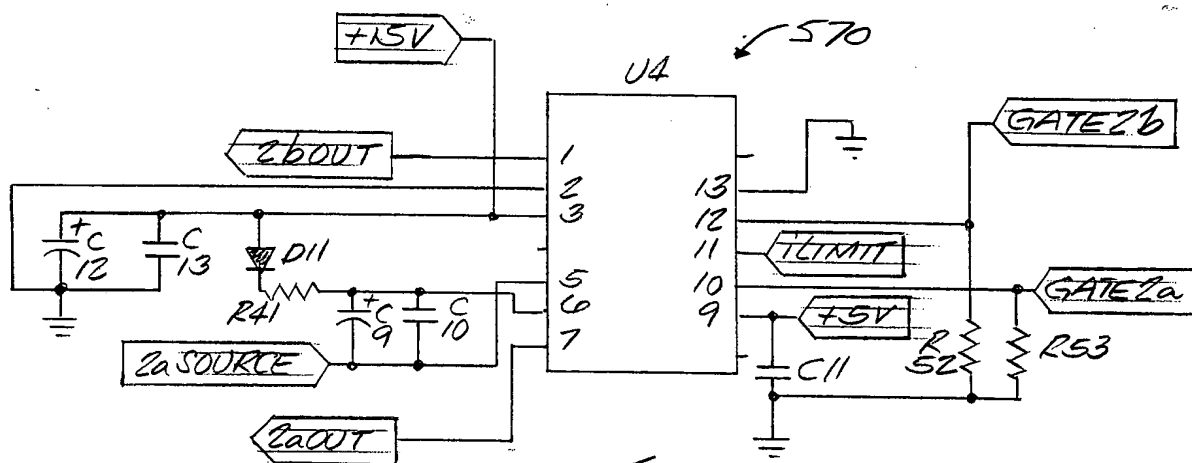 +15V
570
U4
GATE2b
2bOUT
1
2
3
5
6
7
13
12
11
10
9
iLIMIT
GATE2a
+5V
+
C
12
C
13
D11
R41
+
C
9
C
10
2aSOURCE
R
52
R53
C11
2aOUT